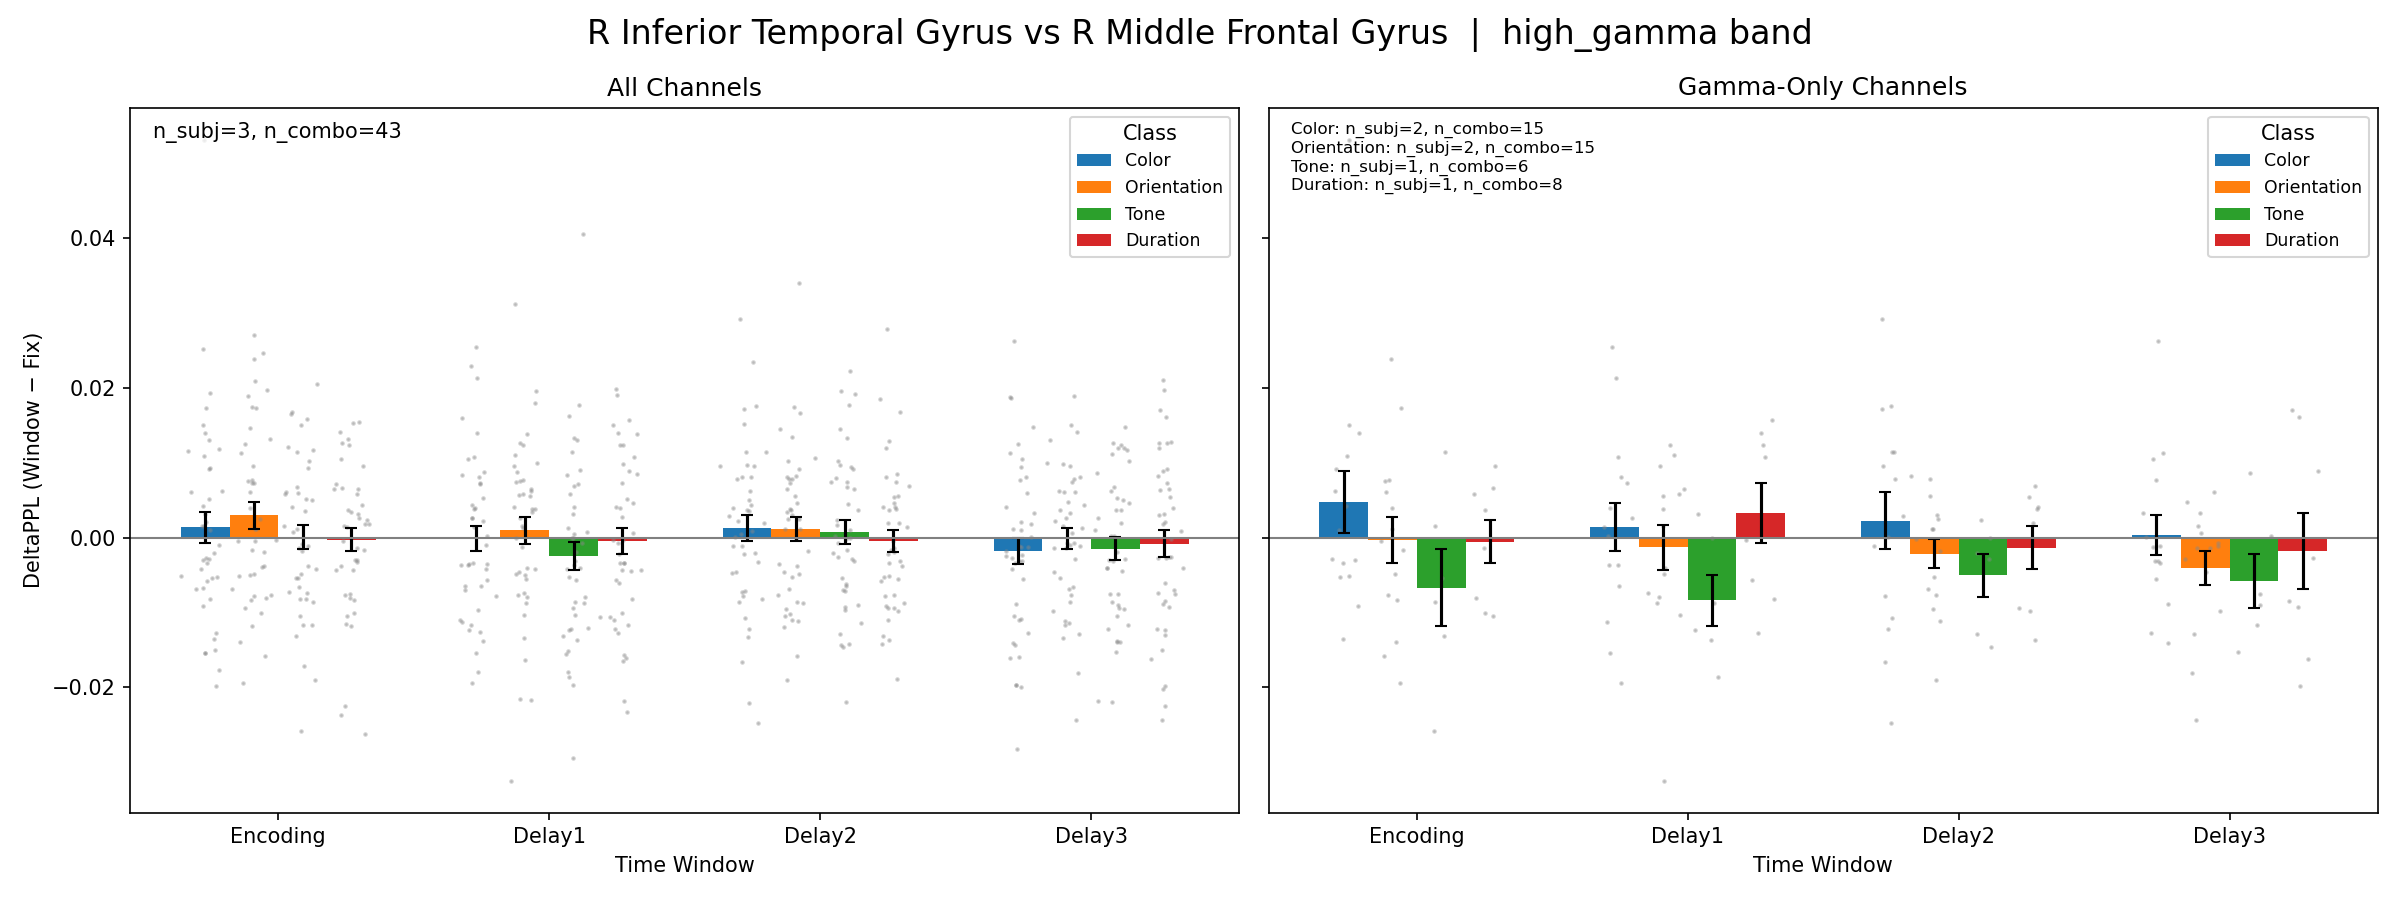 R Inferior Temporal Gyrus vs R Middle Frontal Gyrus | high_gamma band
All Channels
n_subj=3, n_combo=43
Class
Color
Orientation
Tone
Duration
DeltaPPL (Window − Fix)
0.04
0.02
0.00
−0.02
Encoding
Delay1
Delay2
Delay3
Time Window
Gamma-Only Channels
Color: n_subj=2, n_combo=15
Orientation: n_subj=2, n_combo=15
Tone: n_subj=1, n_combo=6
Duration: n_subj=1, n_combo=8
Class
Color
Orientation
Tone
Duration
Encoding
Delay1
Delay2
Delay3
Time Window